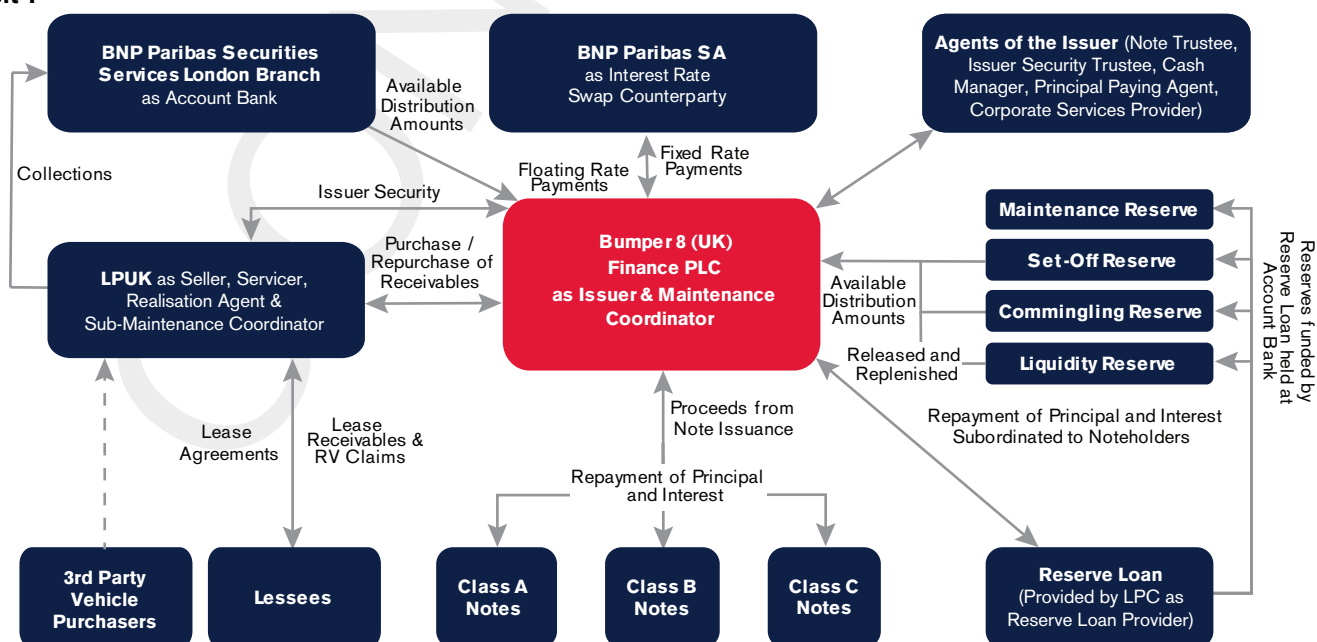 BNP Paribas Securities
Services London Branch
as Account Bank
BNP Paribas SA
as Interest Rate
Swap Counterparty
Agents of the Issuer (Note Trustee,
Issuer Security Trustee, Cash
Manager, Principal Paying Agent,
Corporate Services Provider)
Available
Distribution
Amounts
Collections
Floating Rate
Payments
Fixed Rate
Payments
Issuer Security
LPUK as Seller, Servicer,
Realisation Agent &
Sub-Maintenance Coordinator
Purchase /
Repurchase of
Receivables
Bumper 8 (UK)
Finance PLC
as Issuer & Maintenance
Coordinator
Available
Distribution
Amounts
Released and
Replenished
Maintenance Reserve
Set-Off Reserve
Commingling Reserve
Liquidity Reserve
Reserves funded by
Reserve Loan held at
Account Bank
Lease
Agreements
Lease
Receivables &
RV Claims
Proceeds from
Note Issuance
Repayment of Principal
and Interest
Repayment of Principal and Interest
Subordinated to Noteholders
3rd Party
Vehicle
Purchasers
Lessees
Class A
Notes
Class B
Notes
Class C
Notes
Reserve Loan
(Provided by LPC as
Reserve Loan Provider)